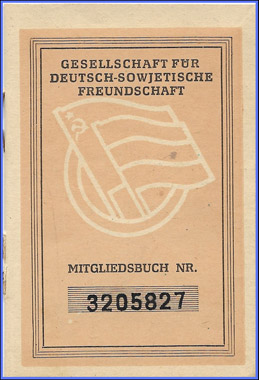 GESELLSCHAFT FÜR
DEUTSCH-SOWJETISCHE
FREUNDSCHAFT
MITGLIEDSBUCH NR.
3205827